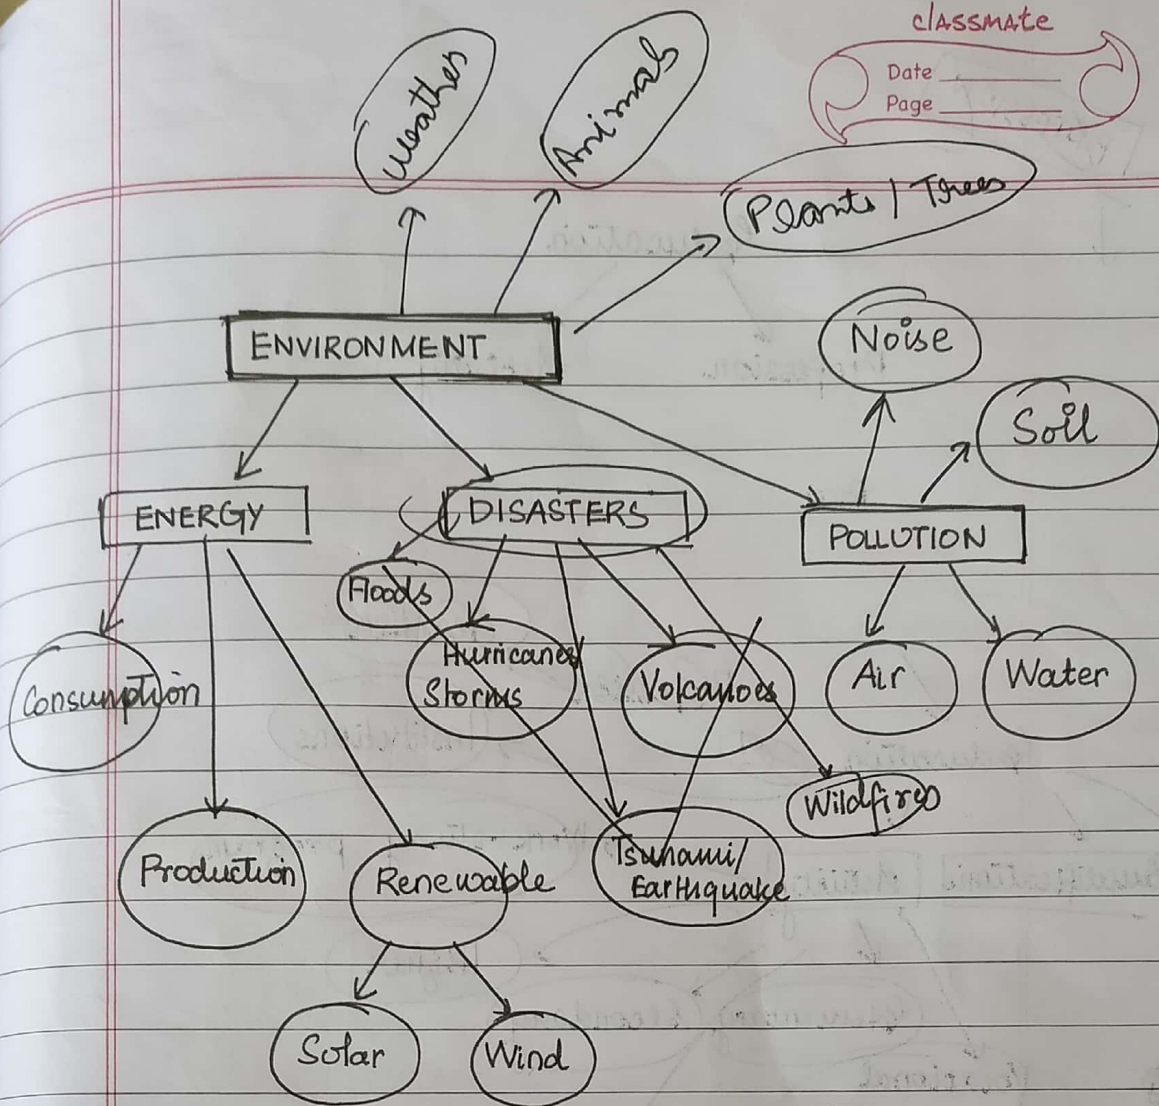 classmate
Date
Page
Weather
Animals
Plants / Trees
ENVIRONMENT
Noise
Soil
ENERGY
DISASTERS
POLLUTION
Floods
Hurricanes/
Storms
Volcanoes
Air
Water
Consumption
Wildfires
Production
Renewable
Tsunami/
Earthquake
Solar
Wind